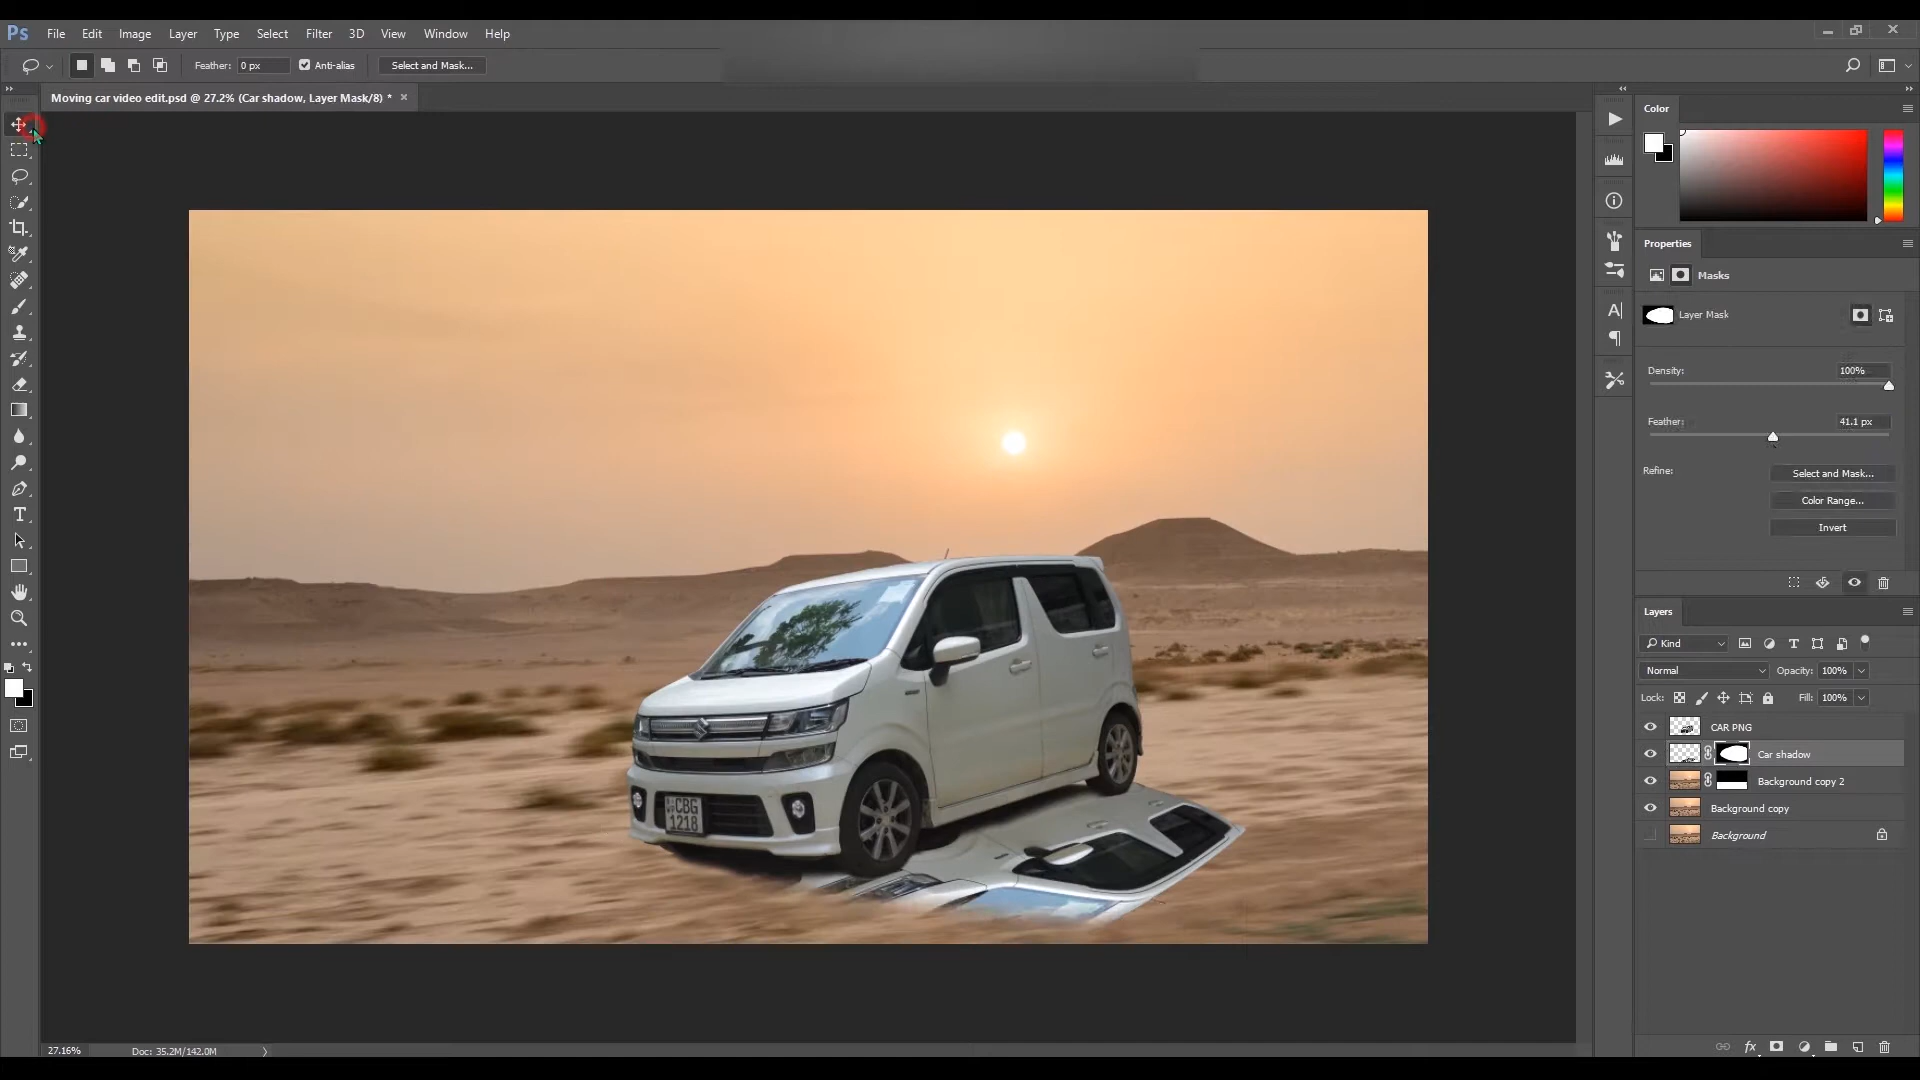 Ps File Edit Image Layer Type Select Filter 3D View Window Help
Feather: 0 px Anti-alias Select and Mask...
Moving car video edit.psd @ 27.2% (Car shadow, Layer Mask/8) * ×
Color
Properties
Masks
Layer Mask
Density: 100%
Feather: 41.1 px
Refine: Select and Mask...
Color Range...
Invert
Layers
Kind
Normal Opacity: 100%
Lock: Fill: 100%
CAR PNG
Car shadow
Background copy 2
Background copy
Background
CBG
1218
27.16% Doc: 35.2M/142.0M